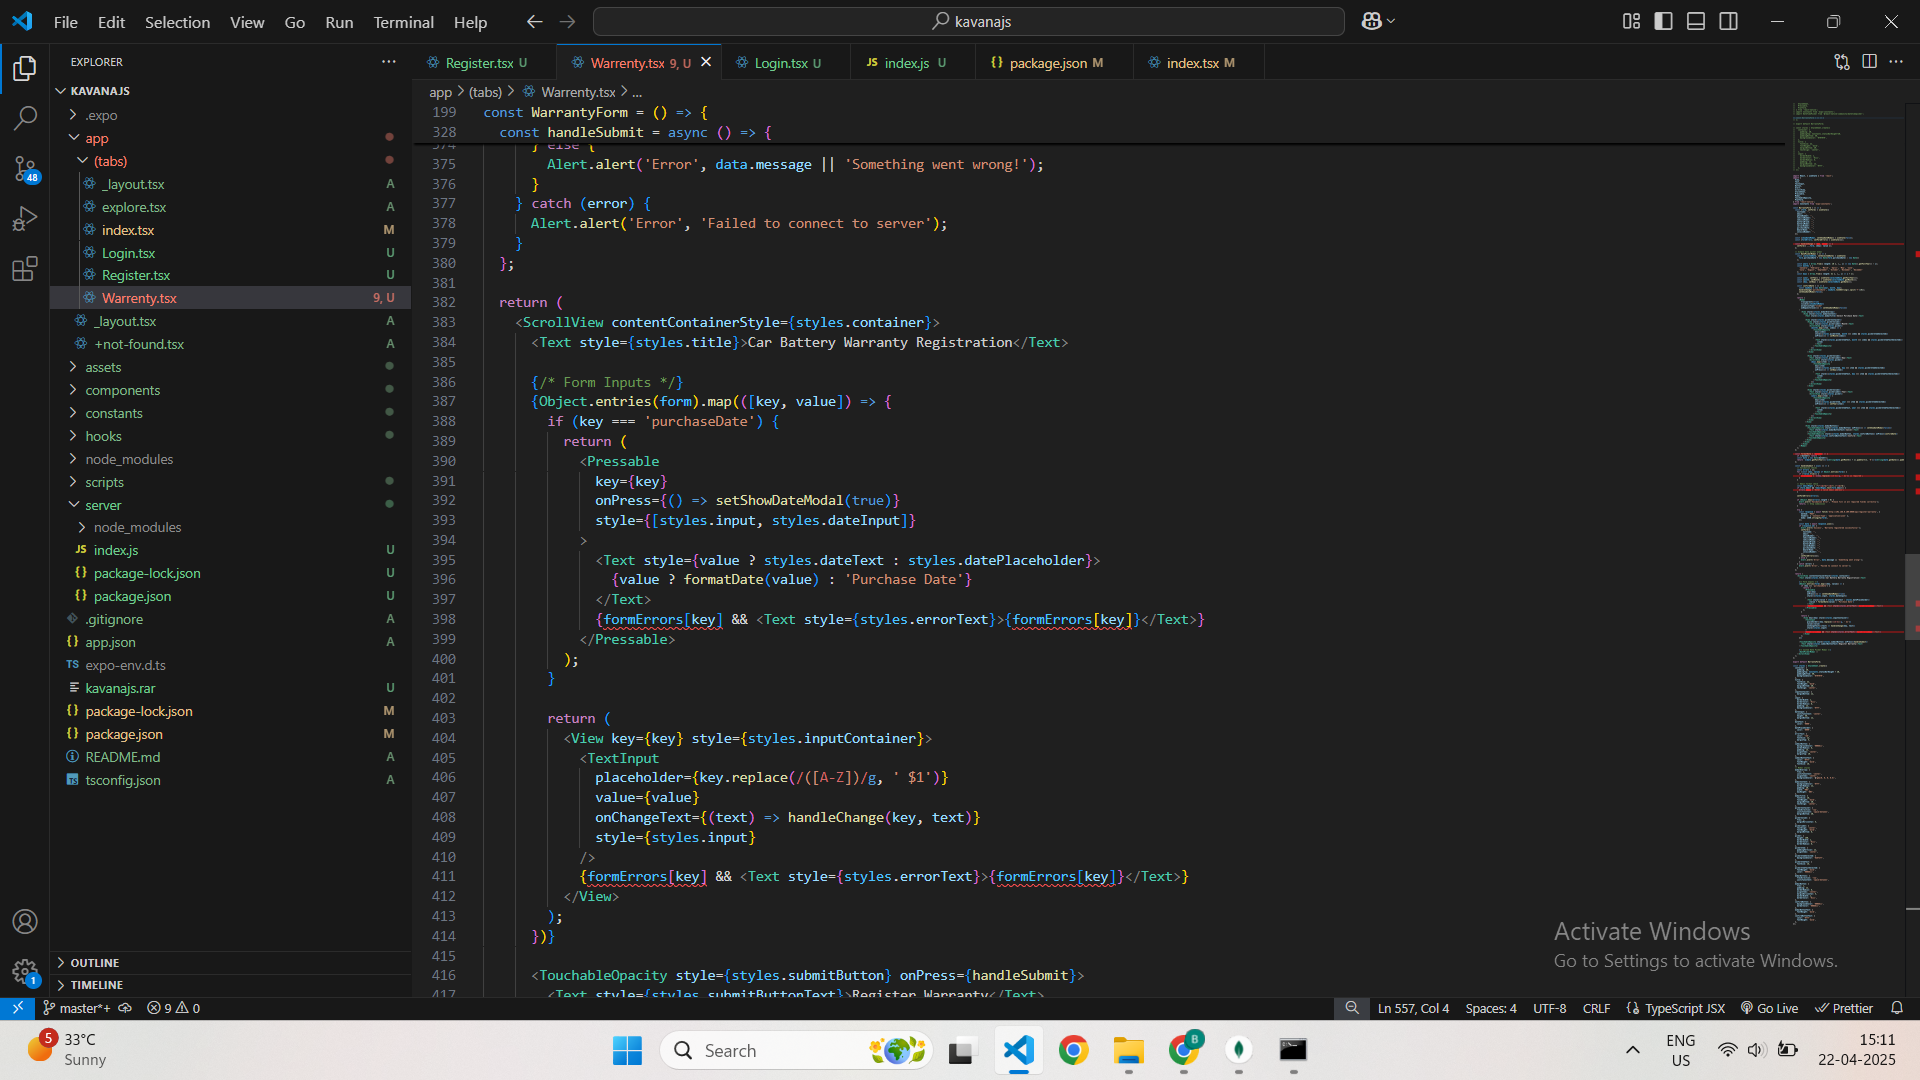 File Edit Selection View Go Run Terminal Help
kavanajs
EXPLORER
KAVANAJS
.expo
app
(tabs)
_layout.tsx A
explore.tsx A
index.tsx M
Login.tsx U
Register.tsx U
Warrenty.tsx 9, U
_layout.tsx A
+not-found.tsx A
assets
components
constants
hooks
node_modules
scripts
server
node_modules
JS index.js U
{} package-lock.json U
{} package.json U
.gitignore A
{} app.json A
TS expo-env.d.ts
kavanajs.rar U
{} package-lock.json M
{} package.json M
README.md A
tsconfig.json A
OUTLINE
TIMELINE
Register.tsx U
Warrenty.tsx 9, U
Login.tsx U
JS index.js U
{} package.json M
index.tsx M
app > (tabs) > Warrenty.tsx > ...
199 const WarrantyForm = () => {
328 const handleSubmit = async () => {
374 } else {
375 Alert.alert('Error', data.message || 'Something went wrong!');
376 }
377 } catch (error) {
378 Alert.alert('Error', 'Failed to connect to server');
379 }
380 };
381
382 return (
383 <ScrollView contentContainerStyle={styles.container}>
384 <Text style={styles.title}>Car Battery Warranty Registration</Text>
385
386 {/* Form Inputs */}
387 {Object.entries(form).map(([key, value]) => {
388 if (key === 'purchaseDate') {
389 return (
390 <Pressable
391 key={key}
392 onPress={() => setShowDateModal(true)}
393 style={[styles.input, styles.dateInput]}
394 >
395 <Text style={value ? styles.dateText : styles.datePlaceholder}>
396 {value ? formatDate(value) : 'Purchase Date'}
397 </Text>
398 {formErrors[key] && <Text style={styles.errorText}>{formErrors[key]}</Text>}
399 </Pressable>
400 );
401 }
402
403 return (
404 <View key={key} style={styles.inputContainer}>
405 <TextInput
406 placeholder={key.replace(/([A-Z])/g, ' $1')}
407 value={value}
408 onChangeText={(text) => handleChange(key, text)}
409 style={styles.input}
410 />
411 {formErrors[key] && <Text style={styles.errorText}>{formErrors[key]}</Text>}
412 </View>
413 );
414 })}
415
416 <TouchableOpacity style={styles.submitButton} onPress={handleSubmit}>
417 <Text style={styles.submitButtonText}>Register Warranty</Text>
Activate Windows
Go to Settings to activate Windows.
48
1
master*+ 9 0
Ln 557, Col 4 Spaces: 4 UTF-8 CRLF {} TypeScript JSX Go Live Prettier
5
33°C
Sunny
Search
B
ENG
US
15:11
22-04-2025